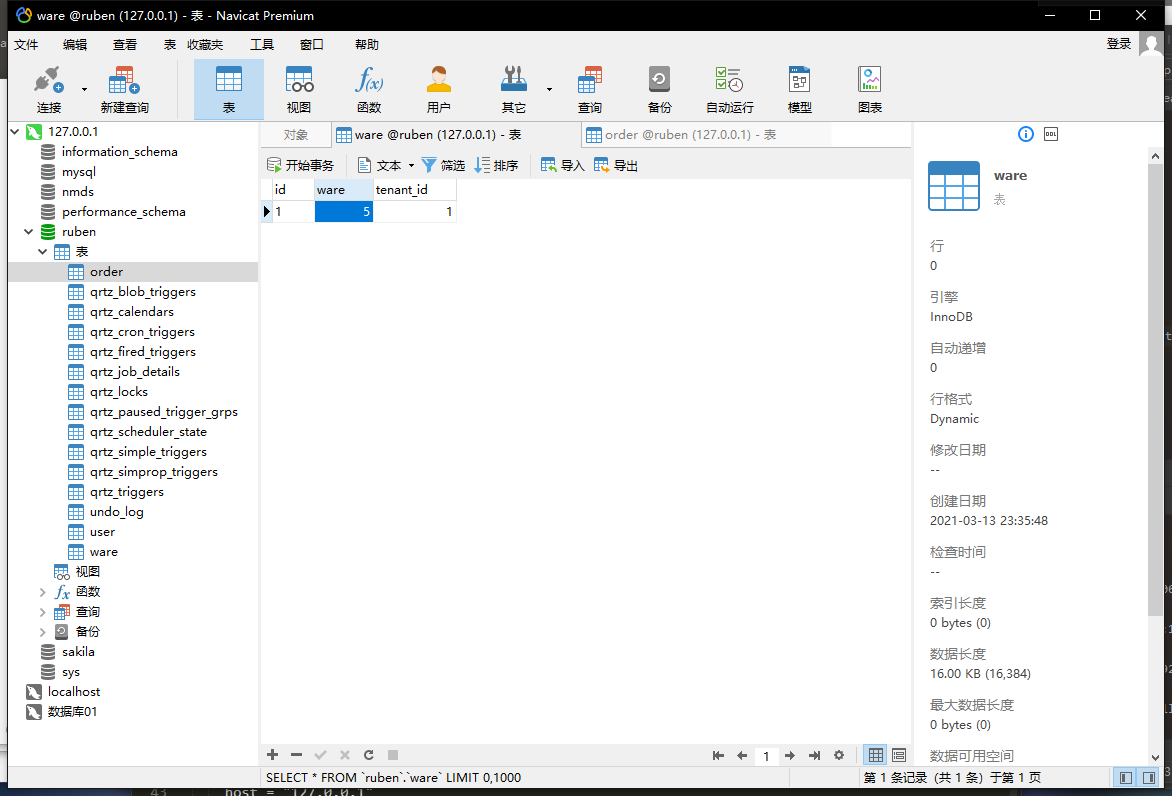 ware @ruben (127.0.0.1) - 表 - Navicat Premium
文件 编辑 查看 表 收藏夹 工具 窗口 帮助 登录
连接 新建查询 表 视图 函数 用户 其它 查询 备份 自动运行 模型 图表
127.0.0.1
information_schema
mysql
nmds
performance_schema
ruben
表
order
qrtz_blob_triggers
qrtz_calendars
qrtz_cron_triggers
qrtz_fired_triggers
qrtz_job_details
qrtz_locks
qrtz_paused_trigger_grps
qrtz_scheduler_state
qrtz_simple_triggers
qrtz_simprop_triggers
qrtz_triggers
undo_log
user
ware
视图
函数
查询
备份
sakila
sys
localhost
数据库01
对象 ware @ruben (127.0.0.1) - 表 order @ruben (127.0.0.1) - 表
开始事务 文本 筛选 排序 导入 导出
id ware tenant_id
1 5 1
DDL
ware
表
行
0
引擎
InnoDB
自动递增
0
行格式
Dynamic
修改日期
--
创建日期
2021-03-13 23:35:48
检查时间
--
索引长度
0 bytes (0)
数据长度
16.00 KB (16,384)
最大数据长度
0 bytes (0)
数据可用空间
1
SELECT * FROM `ruben`.`ware` LIMIT 0,1000 第 1 条记录 (共 1 条) 于第 1 页
43 host = "127.0.0.1"